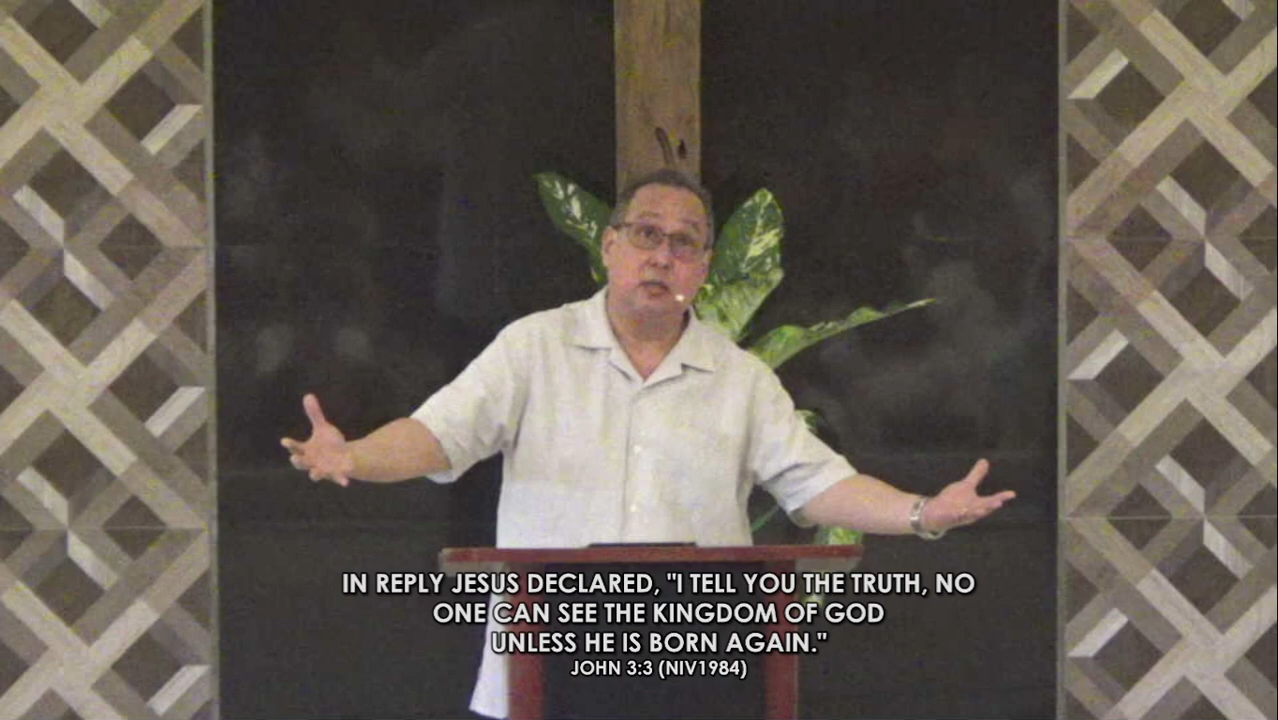 IN REPLY JESUS DECLARED, "I TELL YOU THE TRUTH, NO
ONE CAN SEE THE KINGDOM OF GOD
UNLESS HE IS BORN AGAIN."
JOHN 3:3 (NIV1984)